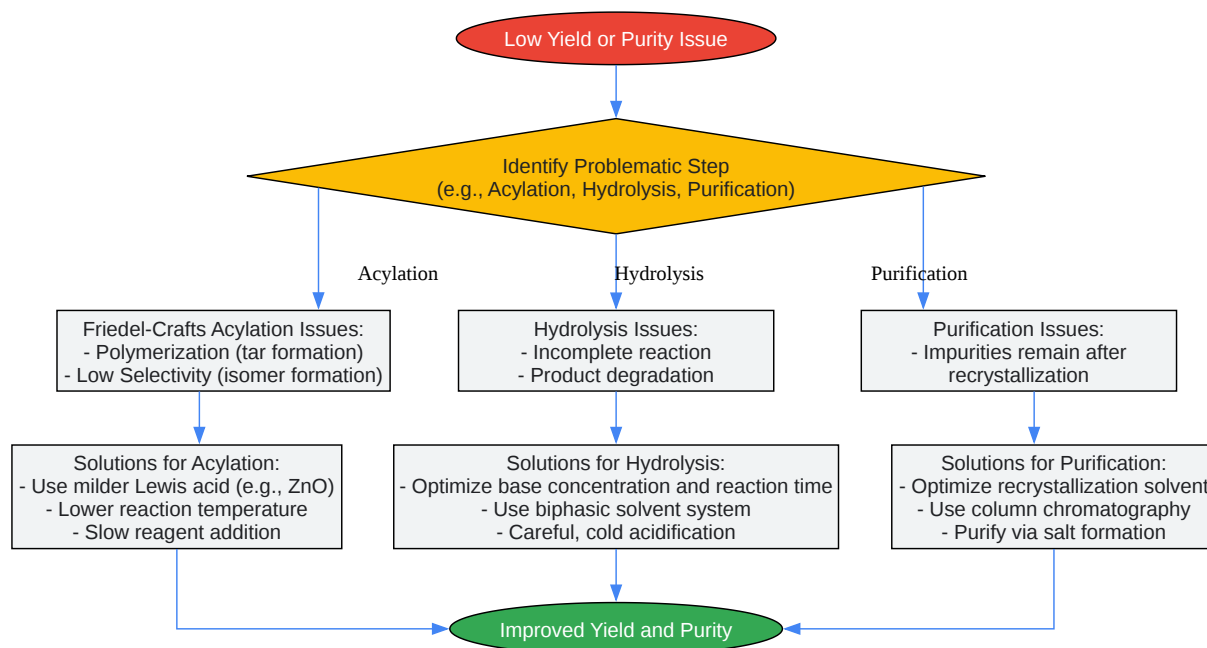 Low Yield or Purity Issue
Identify Problematic Step
(e.g., Acylation, Hydrolysis, Purification)
Acylation
Hydrolysis
Purification
Friedel-Crafts Acylation Issues:
- Polymerization (tar formation)
- Low Selectivity (isomer formation)
Hydrolysis Issues:
- Incomplete reaction
- Product degradation
Purification Issues:
- Impurities remain after
recrystallization
Solutions for Acylation:
- Use milder Lewis acid (e.g., ZnO)
- Lower reaction temperature
- Slow reagent addition
Solutions for Hydrolysis:
- Optimize base concentration and reaction time
- Use biphasic solvent system
- Careful, cold acidification
Solutions for Purification:
- Optimize recrystallization solvent
- Use column chromatography
- Purify via salt formation
Improved Yield and Purity